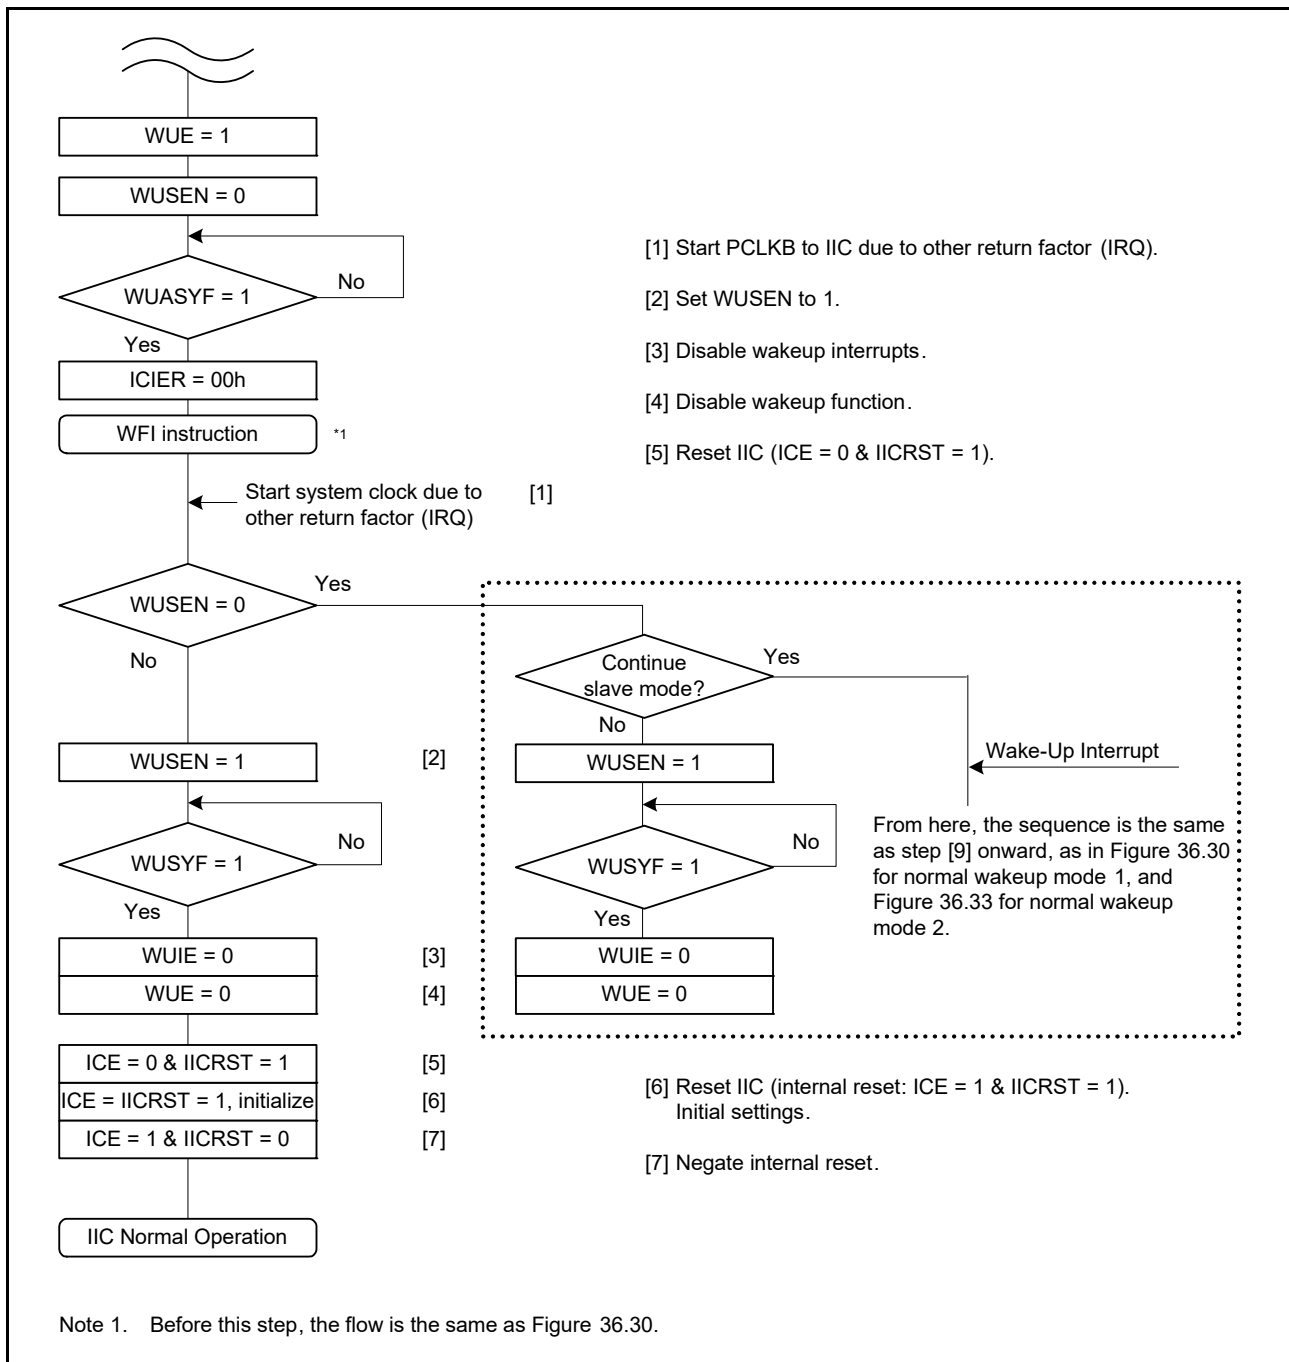 WUE = 1
WUSEN = 0
WUASYF = 1
No
Yes
ICIER = 00h
WFI instruction
*1
Start system clock due to
other return factor (IRQ)
[1]
[1] Start PCLKB to IIC due to other return factor (IRQ).
[2] Set WUSEN to 1.
[3] Disable wakeup interrupts.
[4] Disable wakeup function.
[5] Reset IIC (ICE = 0 & IICRST = 1).
WUSEN = 0
Yes
No
WUSEN = 1
[2]
WUSYF = 1
No
Yes
WUIE = 0
[3]
WUE = 0
[4]
ICE = 0 & IICRST = 1
[5]
ICE = IICRST = 1, initialize
[6]
ICE = 1 & IICRST = 0
[7]
IIC Normal Operation
Continue
slave mode?
Yes
No
WUSEN = 1
WUSYF = 1
No
Yes
WUIE = 0
WUE = 0
Wake-Up Interrupt
From here, the sequence is the same
as step [9] onward, as in Figure 36.30
for normal wakeup mode 1, and
Figure 36.33 for normal wakeup
mode 2.
[6] Reset IIC (internal reset: ICE = 1 & IICRST = 1).
Initial settings.
[7] Negate internal reset.
Note 1. Before this step, the flow is the same as Figure 36.30.